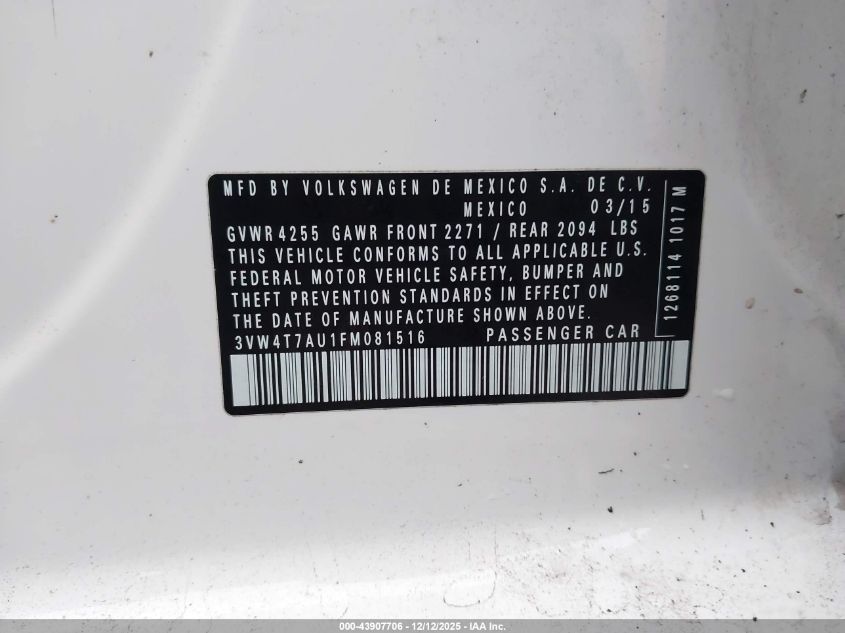 MFD BY VOLKSWAGEN DE MEXICO S.A. DE C.V.
MEXICO 03/15
GVWR 4255 GAWR FRONT 2271 / REAR 2094 LBS
THIS VEHICLE CONFORMS TO ALL APPLICABLE U.S.
FEDERAL MOTOR VEHICLE SAFETY, BUMPER AND
THEFT PREVENTION STANDARDS IN EFFECT ON
THE DATE OF MANUFACTURE SHOWN ABOVE.
3VW4T7AU1FM081516 PASSENGER CAR
1268114 1017 M
000-43907706 - 12/12/2025 - IAA Inc.